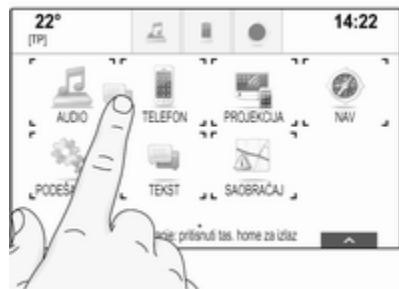 22° 14:22
[TP]
AUDIO TELEFON PROJEKCIJA NAV
TEKST SAOBRAĆAJ
pritisnuti tas. home za izlaz